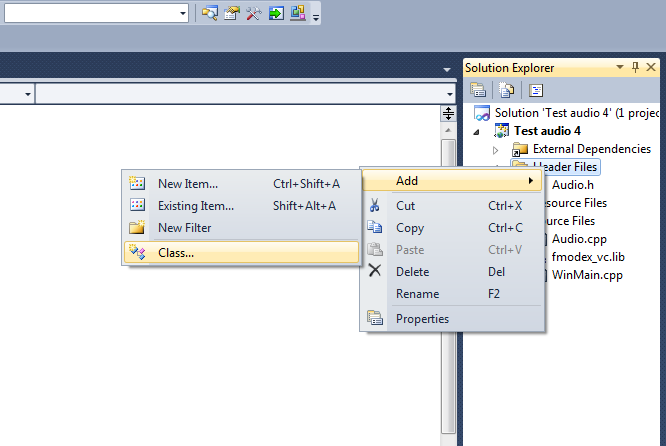 Solution Explorer
Solution 'Test audio 4' (1 projec
Test audio 4
External Dependencies
Header Files
Audio.h
source Files
urce Files
Audio.cpp
fmodex_vc.lib
WinMain.cpp
Add
Cut Ctrl+X
Copy Ctrl+C
Paste Ctrl+V
Delete Del
Rename F2
Properties
New Item... Ctrl+Shift+A
Existing Item... Shift+Alt+A
New Filter
Class...